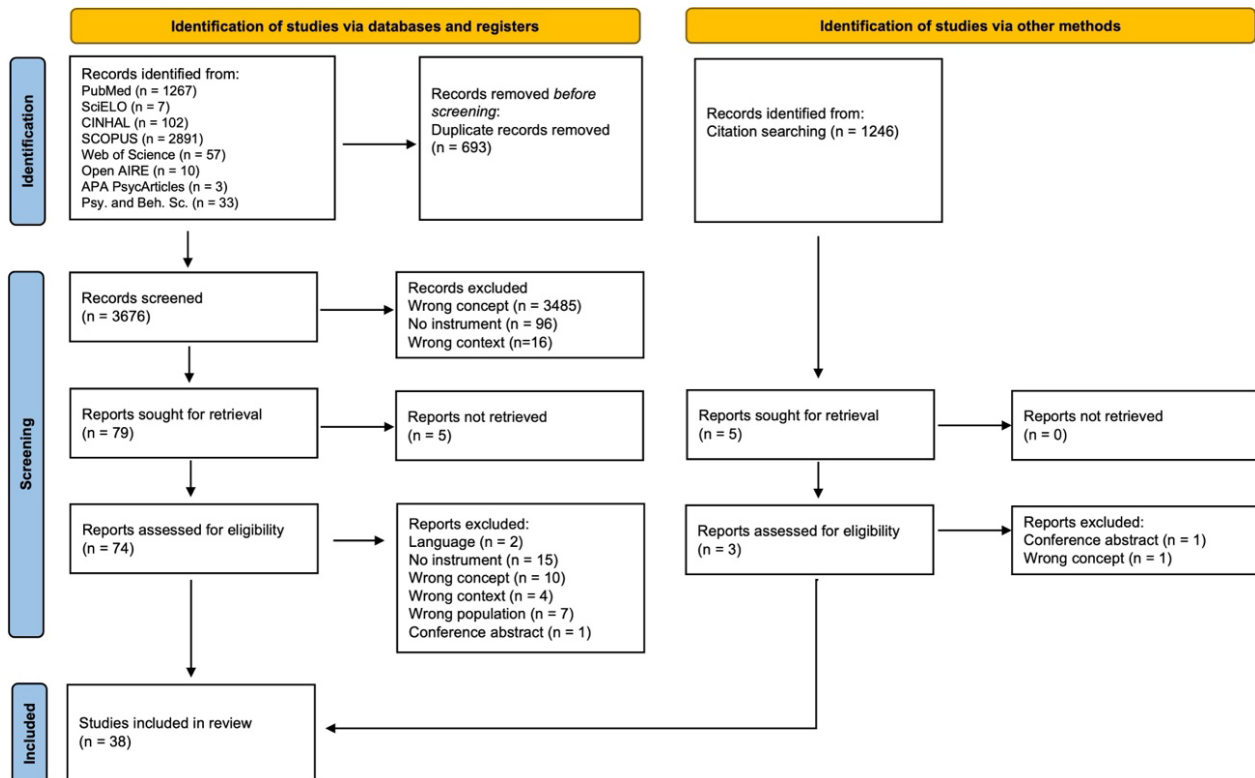 Identification of studies via databases and registers
Identification of studies via other methods
Identification
Records identified from:
PubMed (n = 1267)
SciELO (n = 7)
CINHAL (n = 102)
SCOPUS (n = 2891)
Web of Science (n = 57)
Open AIRE (n = 10)
APA PsycArticles (n = 3)
Psy. and Beh. Sc. (n = 33)
Records removed before
screening:
Duplicate records removed
(n = 693)
Records identified from:
Citation searching (n = 1246)
Screening
Records screened
(n = 3676)
Records excluded
Wrong concept (n = 3485)
No instrument (n = 96)
Wrong context (n=16)
Reports sought for retrieval
(n = 79)
Reports not retrieved
(n = 5)
Reports sought for retrieval
(n = 5)
Reports not retrieved
(n = 0)
Reports assessed for eligibility
(n = 74)
Reports excluded:
Language (n = 2)
No instrument (n = 15)
Wrong concept (n = 10)
Wrong context (n = 4)
Wrong population (n = 7)
Conference abstract (n = 1)
Reports assessed for eligibility
(n = 3)
Reports excluded:
Conference abstract (n = 1)
Wrong concept (n = 1)
Included
Studies included in review
(n = 38)